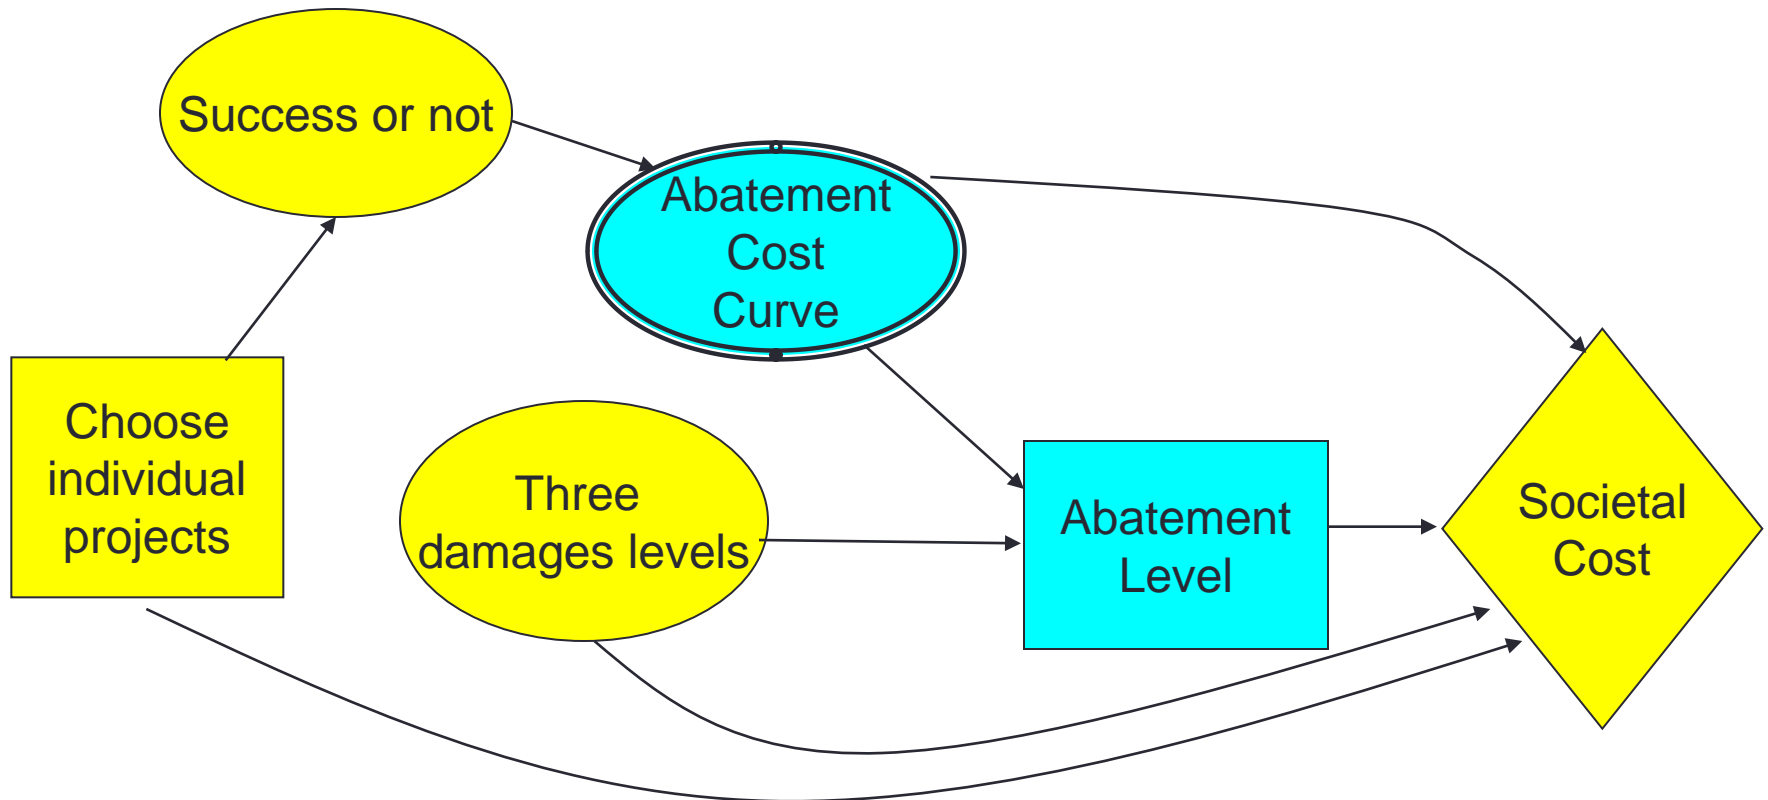 Success or not
Abatement
Cost
Curve
Choose
individual
projects
Three
damages levels
Abatement
Level
Societal
Cost